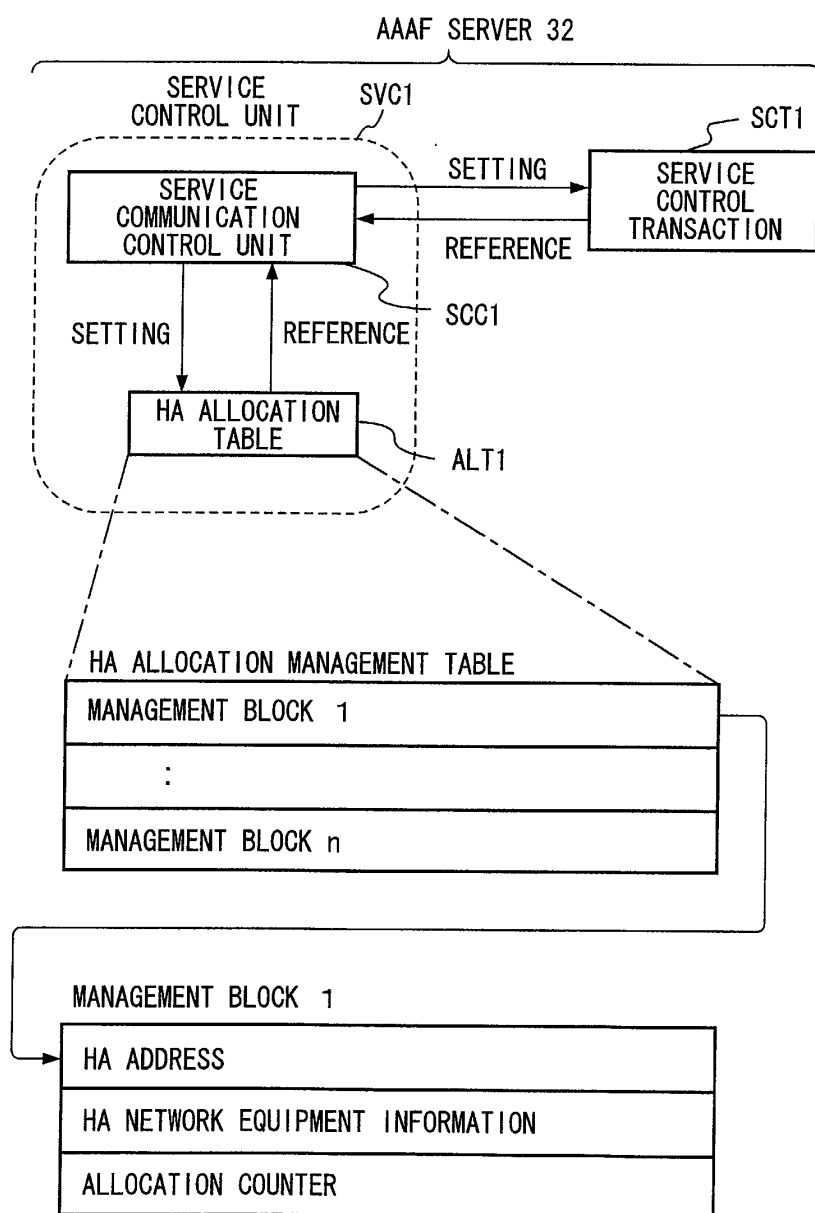 AAAF SERVER 32
SERVICE
CONTROL UNIT
SVC1
SCT1
SERVICE
COMMUNICATION
CONTROL UNIT
SETTING
REFERENCE
SERVICE
CONTROL
TRANSACTION
SCC1
SETTING
REFERENCE
HA ALLOCATION
TABLE
ALT1
HA ALLOCATION MANAGEMENT TABLE
MANAGEMENT BLOCK 1
:
MANAGEMENT BLOCK n
MANAGEMENT BLOCK 1
HA ADDRESS
HA NETWORK EQUIPMENT INFORMATION
ALLOCATION COUNTER